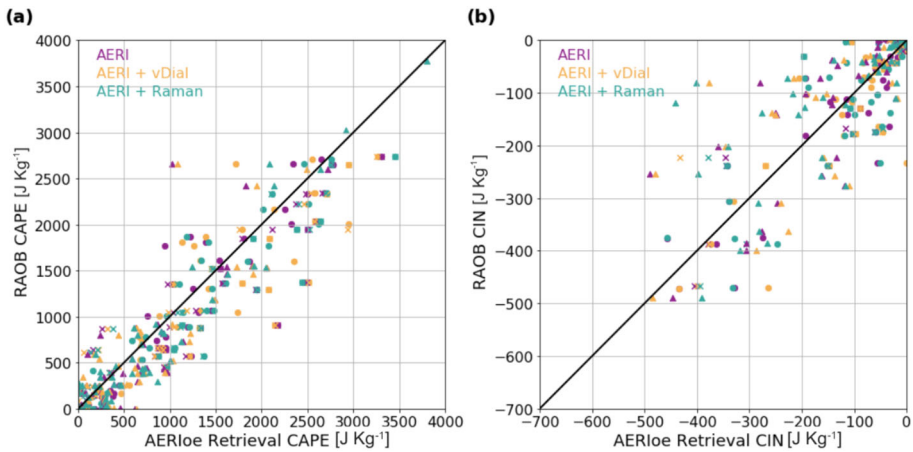 (a)
4000
3500
3000
2500
2000
1500
1000
500
0
RAOB CAPE [J Kg⁻¹]
AERI
AERI + vDial
AERI + Raman
0 500 1000 1500 2000 2500 3000 3500 4000
AERIoe Retrieval CAPE [J Kg⁻¹]
(b)
0
−100
−200
−300
−400
−500
−600
−700
RAOB CIN [J Kg⁻¹]
AERI
AERI + vDial
AERI + Raman
−700 −600 −500 −400 −300 −200 −100 0
AERIoe Retrieval CIN [J Kg⁻¹]